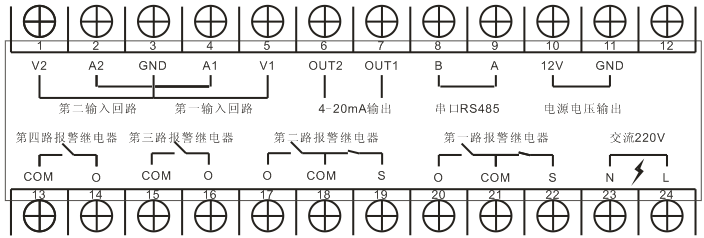 1 2 3 4 5 6 7 8 9 10 11 12
V2 A2 GND A1 V1 OUT2 OUT1 B A 12V GND
第二输入回路 第一输入回路 4-20mA输出 串口RS485 电源电压输出
第四路报警继电器 第三路报警继电器 第二路报警继电器 第一路报警继电器 交流220V
COM O COM O O COM S O COM S N L
13 14 15 16 17 18 19 20 21 22 23 24